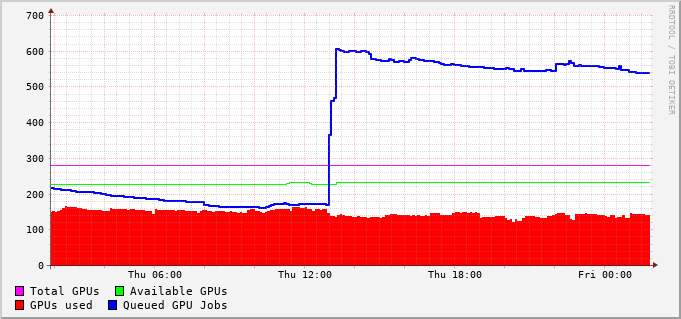 700
600
500
400
300
200
100
0
Thu 06:00 Thu 12:00 Thu 18:00 Fri 00:00
Total GPUs Available GPUs
GPUs used Queued GPU Jobs
RRDTOOL / TOBI OETIKER